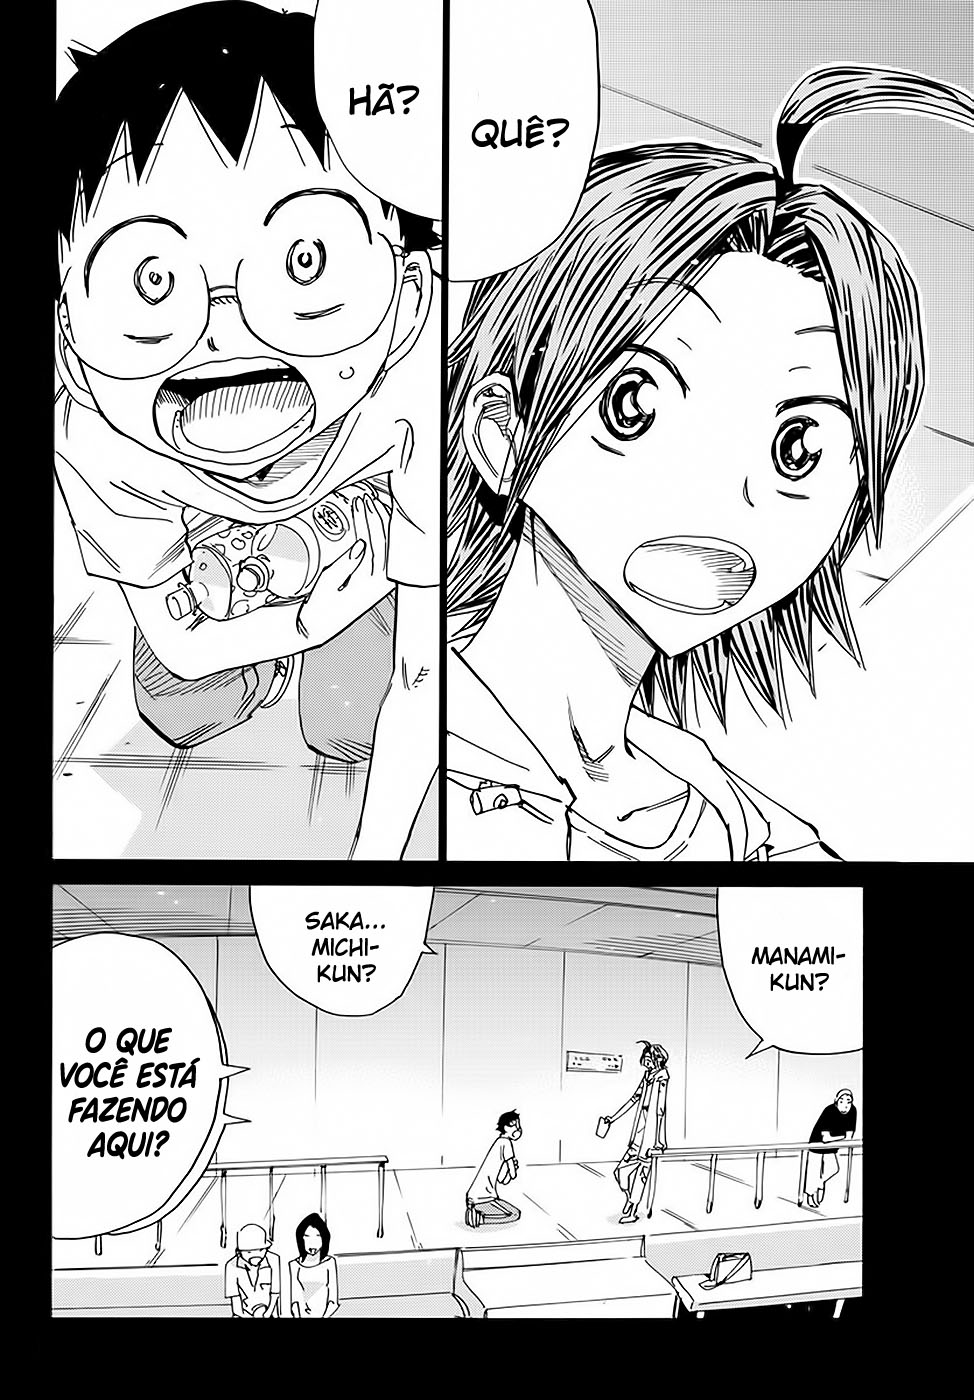 QUÊ?
HÃ?
MANAMI-
KUN?
SAKA...
MICHI-
KUN?
O QUE
VOCÊ ESTÁ
FAZENDO
AQUI?